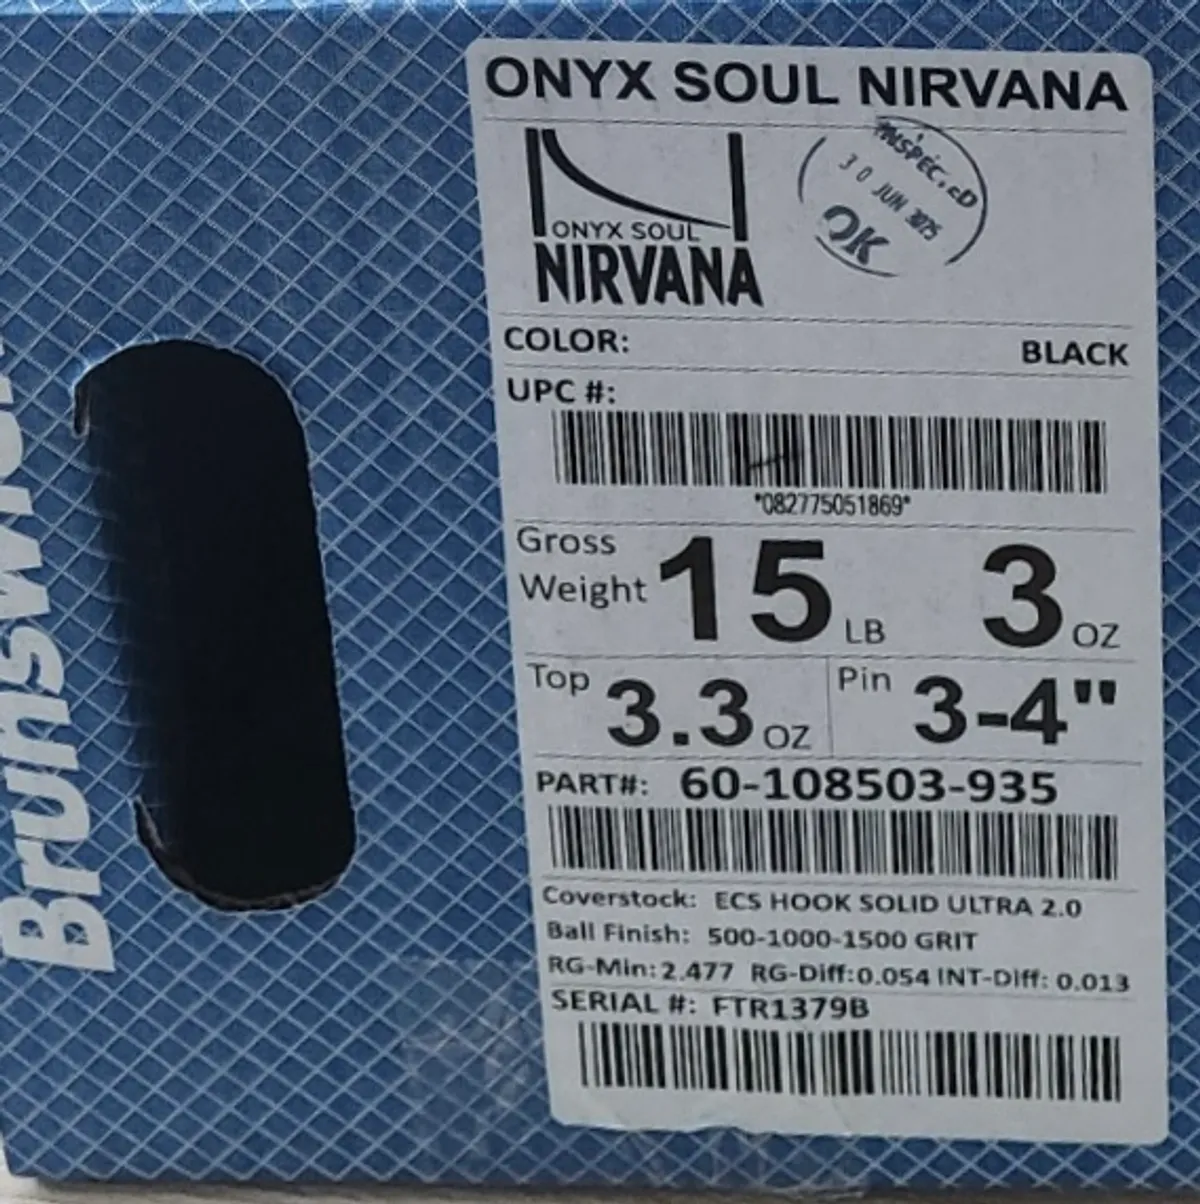 Brunswick
ONYX SOUL NIRVANA
INSPEC.ED
30 JUN
OK
ONYX SOUL
NIRVANA
COLOR: BLACK
UPC #:
*082775051869*
Gross Weight 15 LB 3 OZ
Top 3.3 OZ Pin 3-4"
PART#: 60-108503-935
Coverstock: ECS HOOK SOLID ULTRA 2.0
Ball Finish: 500-1000-1500 GRIT
RG-Min: 2.477 RG-Diff: 0.054 INT-Diff: 0.013
SERIAL #: FTR1379B